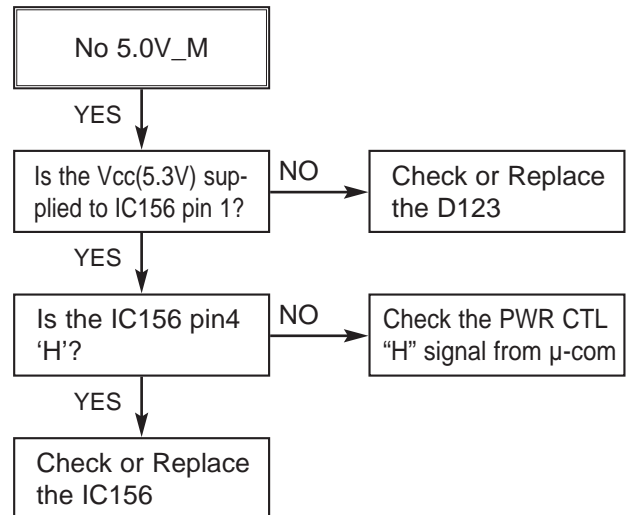 No 5.0V_M
YES
Is the Vcc(5.3V) sup-
plied to IC156 pin 1?
NO
Check or Replace
the D123
YES
Is the IC156 pin4
‘H’?
NO
Check the PWR CTL
“H” signal from µ-com
YES
Check or Replace
the IC156